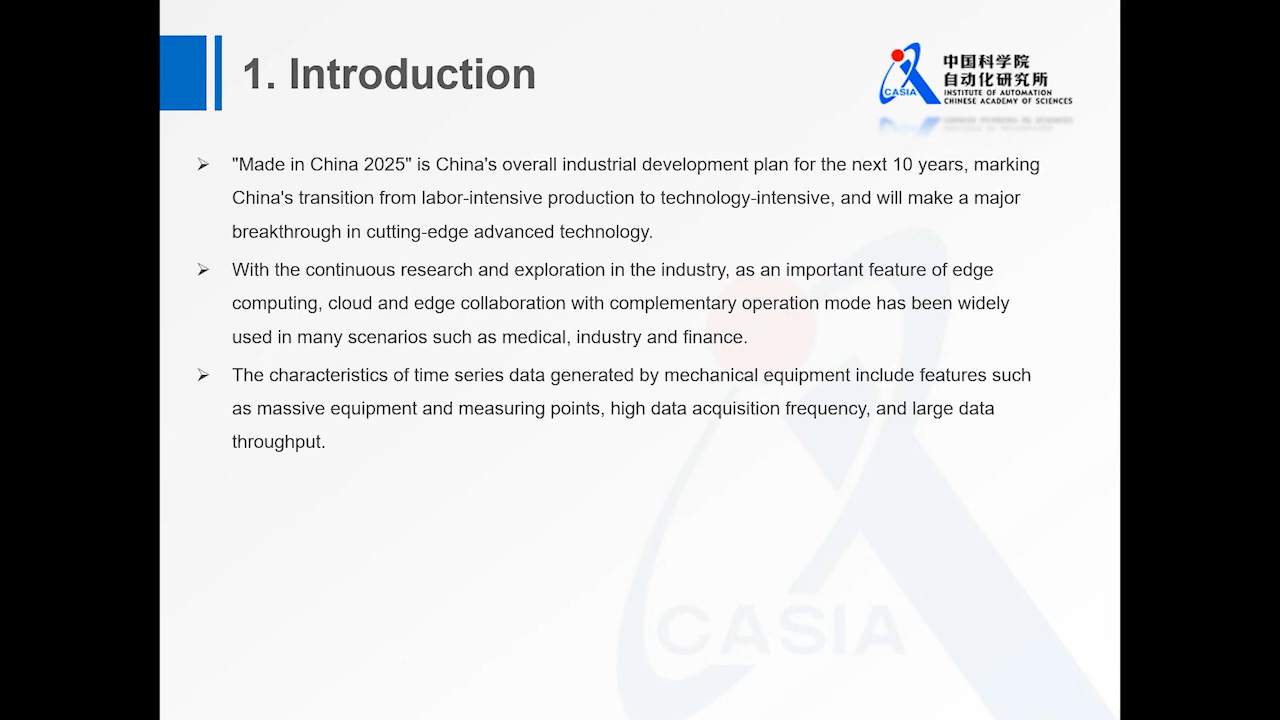 1. Introduction
中国科学院
自动化研究所
INSTITUTE OF AUTOMATION
CHINESE ACADEMY OF SCIENCES
CASIA
"Made in China 2025" is China's overall industrial development plan for the next 10 years, marking
China's transition from labor-intensive production to technology-intensive, and will make a major
breakthrough in cutting-edge advanced technology.
With the continuous research and exploration in the industry, as an important feature of edge
computing, cloud and edge collaboration with complementary operation mode has been widely
used in many scenarios such as medical, industry and finance.
The characteristics of time series data generated by mechanical equipment include features such
as massive equipment and measuring points, high data acquisition frequency, and large data
throughput.
CASIA